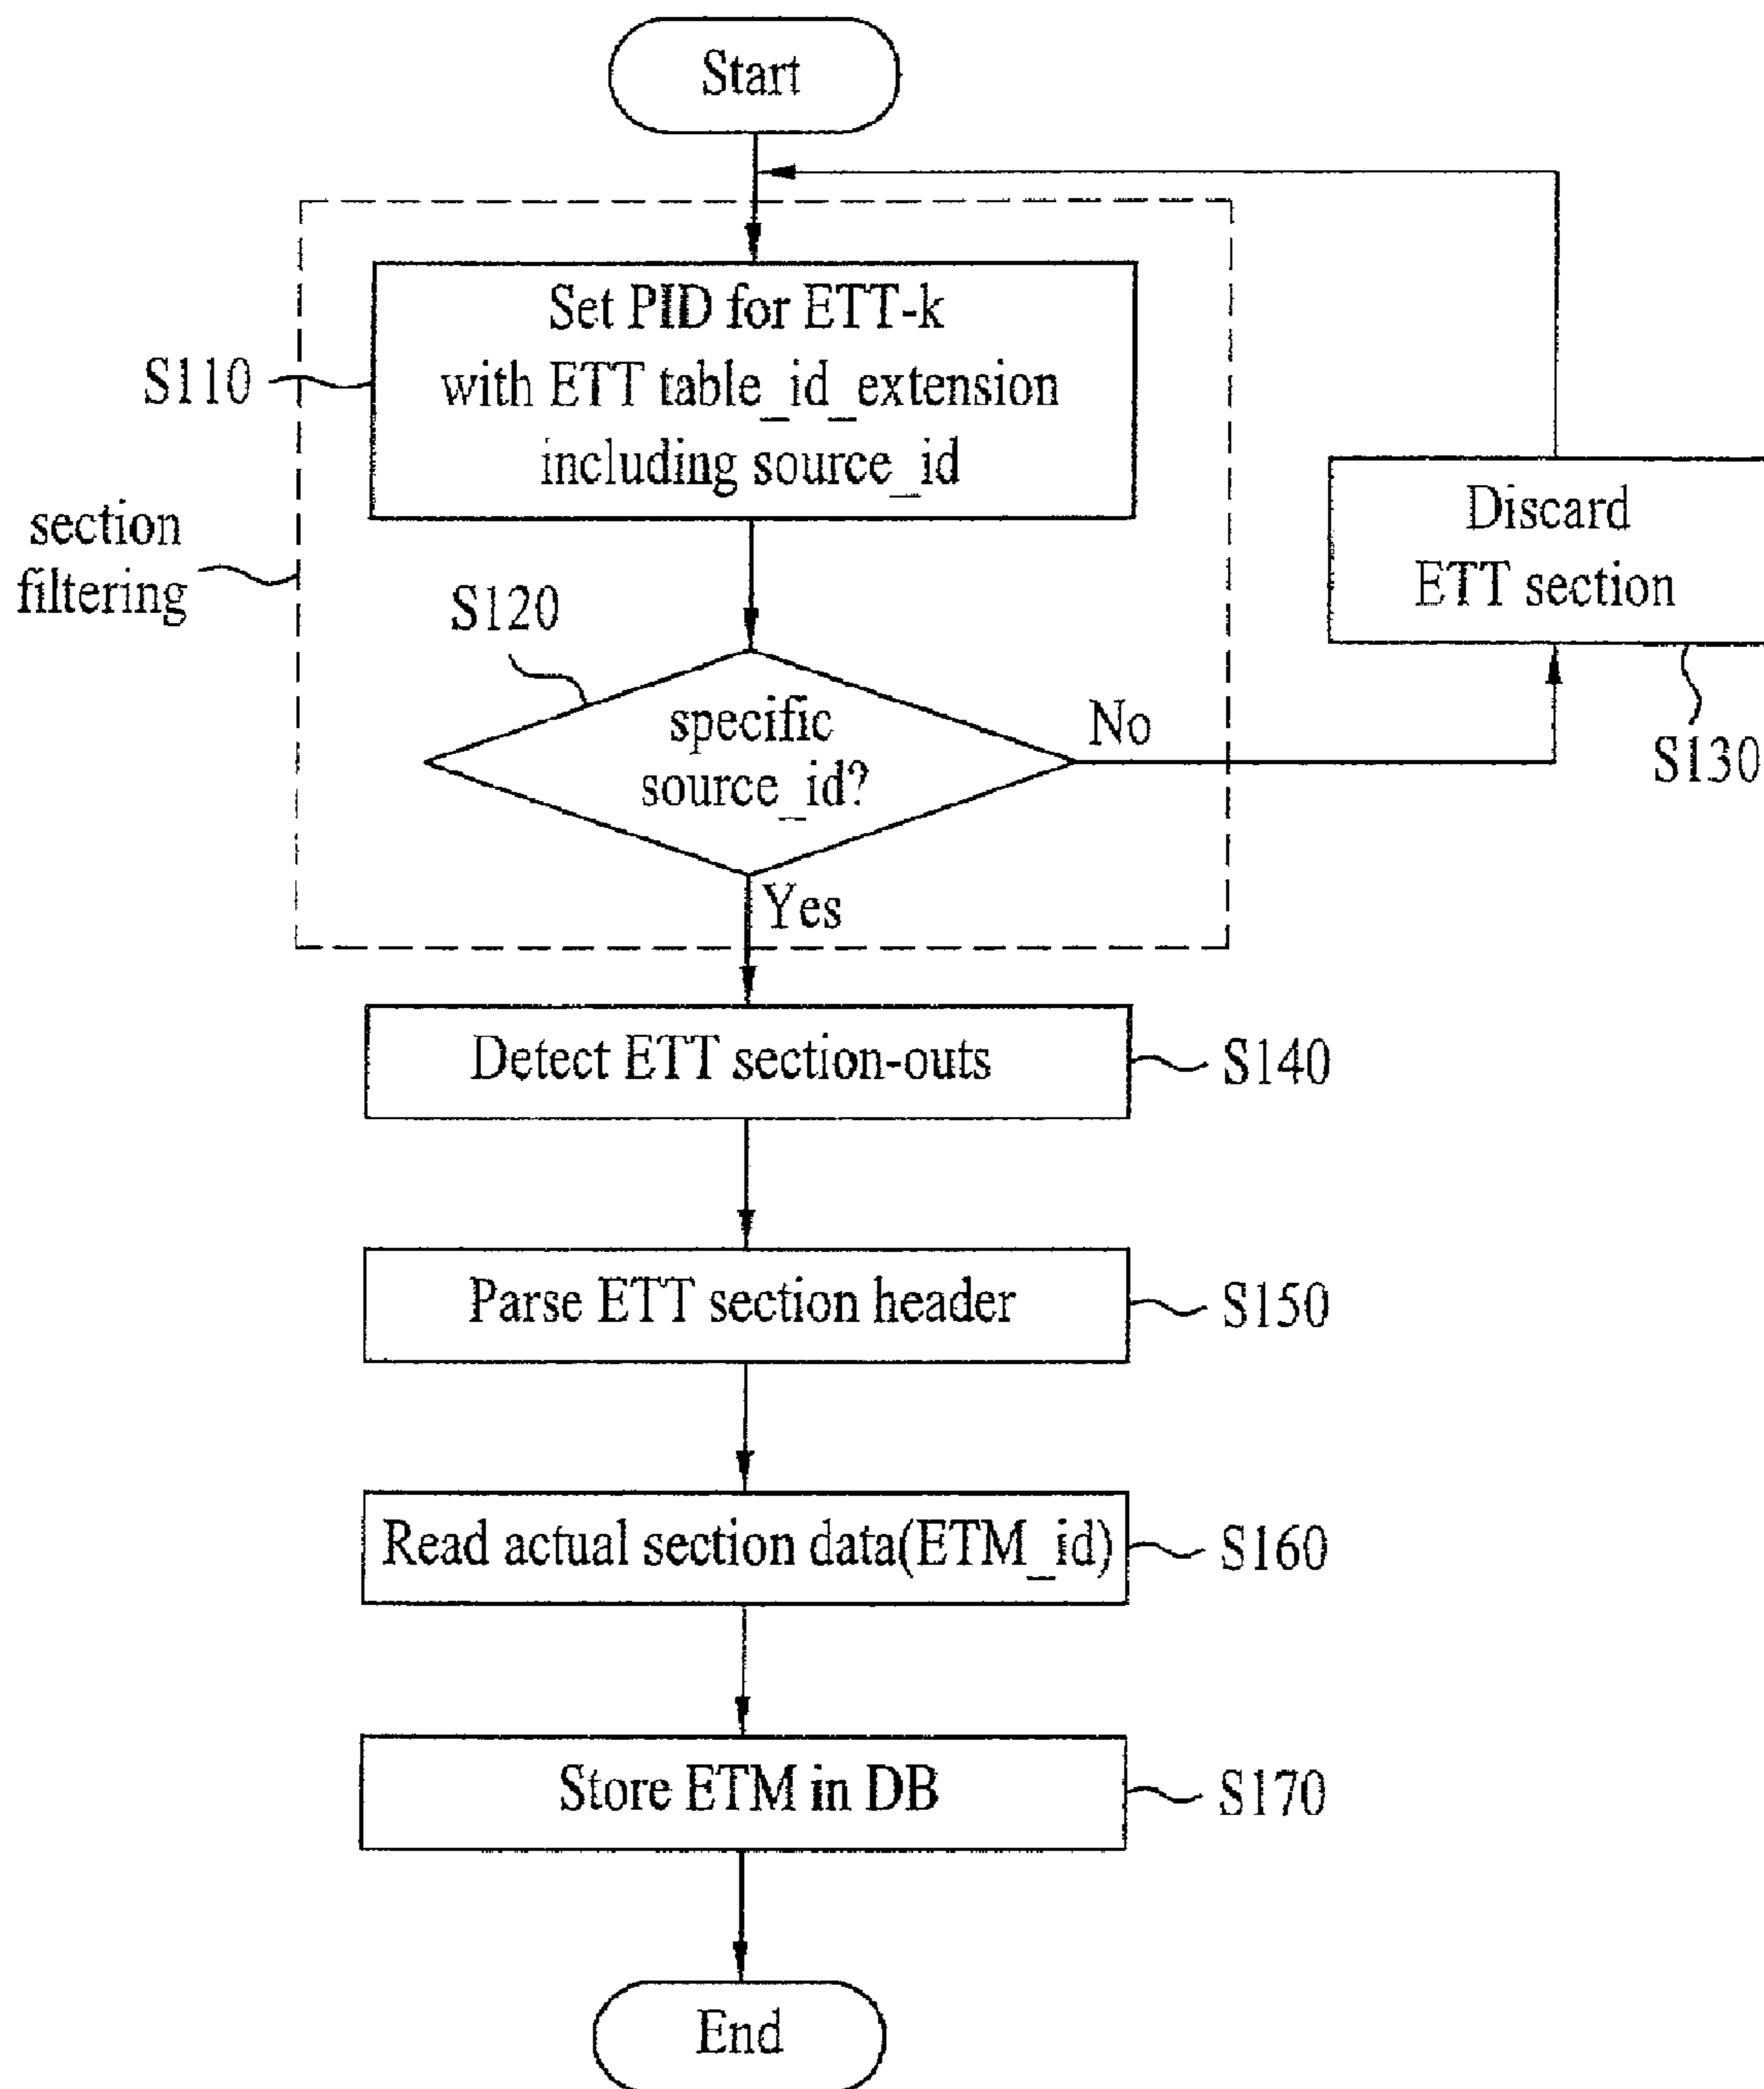 Start
Set PID for ETT-k
S110
with ETT table_id_extension
including source_id
section
filtering
Discard
ETT section
S120
specific
source_id?
No
S130
Yes
Detect ETT section-outs
S140
Parse ETT section header
S150
Read actual section data(ETM_id)
S160
Store ETM in DB
S170
End